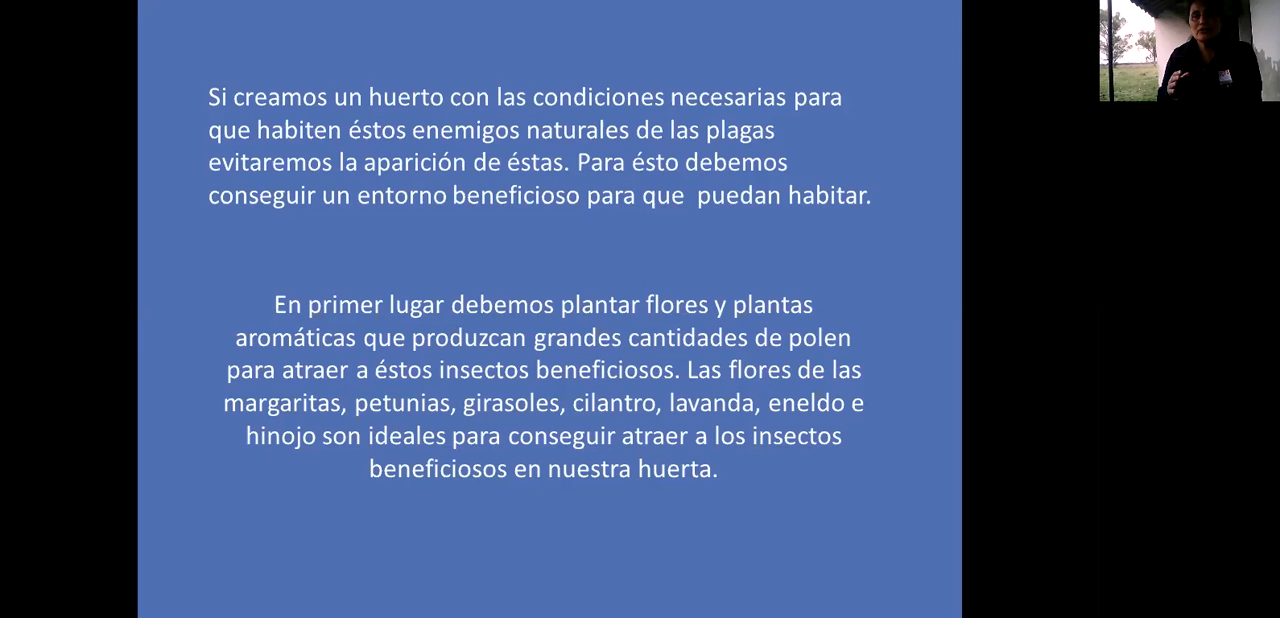 Si creamos un huerto con las condiciones necesarias para
que habiten éstos enemigos naturales de las plagas
evitaremos la aparición de éstas. Para ésto debemos
conseguir un entorno beneficioso para que  puedan habitar.
En primer lugar debemos plantar flores y plantas
aromáticas que produzcan grandes cantidades de polen
para atraer a éstos insectos beneficiosos. Las flores de las
margaritas, petunias, girasoles, cilantro, lavanda, eneldo e
hinojo son ideales para conseguir atraer a los insectos
beneficiosos en nuestra huerta.